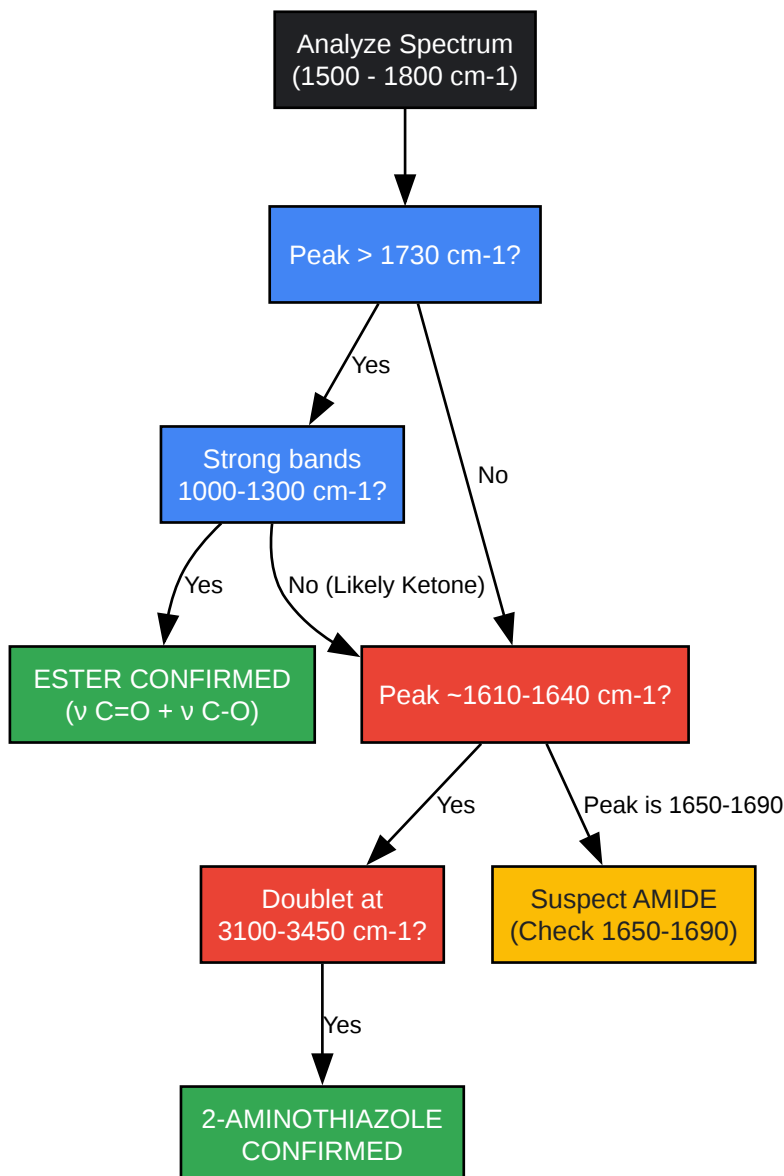 Analyze Spectrum
(1500 - 1800 cm-1)
Peak > 1730 cm-1?
Yes
No
Strong bands
1000-1300 cm-1?
Yes
No (Likely Ketone)
ESTER CONFIRMED
(ν C=O + ν C-O)
Peak ~1610-1640 cm-1?
Yes
Peak is 1650-1690
Doublet at
3100-3450 cm-1?
Suspect AMIDE
(Check 1650-1690)
Yes
2-AMINOTHIAZOLE
CONFIRMED